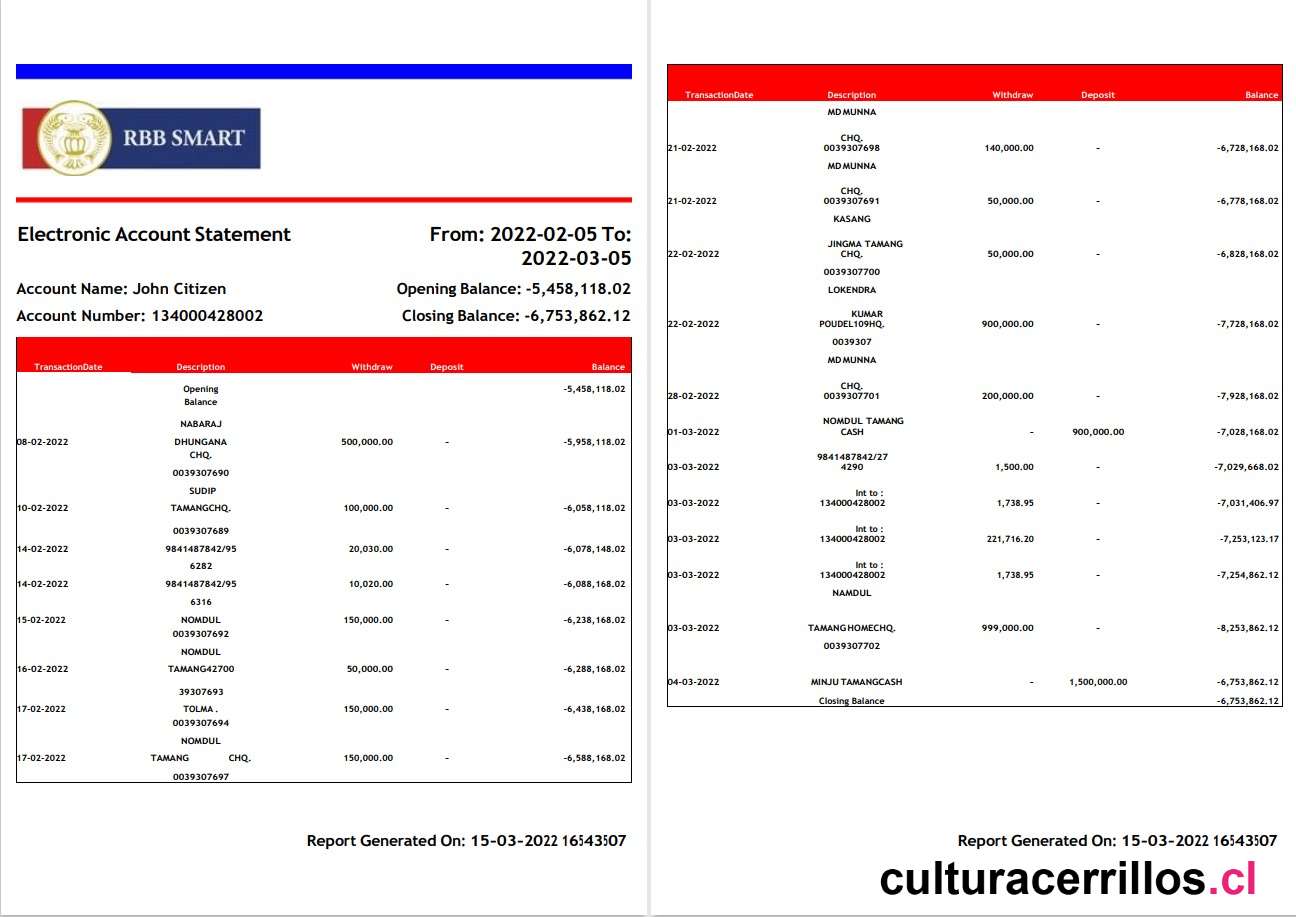 RBB SMART
Electronic Account Statement From: 2022-02-05 To:
2022-03-05
Account Name: John Citizen Opening Balance: -5,458,118.02
Account Number: 134000428002 Closing Balance: -6,753,862.12
TransactionDate Description Withdraw Deposit Balance
Opening -5,458,118.02
Balance
NABARAJ
08-02-2022 DHUNGANA 500,000.00 - -5,958,118.02
CHQ.
0039307690
SUDIP
10-02-2022 TAMANGCHQ. 100,000.00 - -6,058,118.02
0039307689
14-02-2022 9841487842/95 20,030.00 - -6,078,148.02
6282
14-02-2022 9841487842/95 10,020.00 - -6,088,168.02
6316
15-02-2022 NOMDUL 150,000.00 - -6,238,168.02
0039307692
NOMDUL
16-02-2022 TAMANG42700 50,000.00 - -6,288,168.02
39307693
17-02-2022 TOLMA . 150,000.00 - -6,438,168.02
0039307694
NOMDUL
17-02-2022 TAMANG CHQ. 150,000.00 - -6,588,168.02
0039307697
Report Generated On: 15-03-2022 16543507
TransactionDate Description Withdraw Deposit Balance
MD MUNNA
CHQ.
21-02-2022 0039307698 140,000.00 - -6,728,168.02
MD MUNNA
CHQ.
21-02-2022 0039307691 50,000.00 - -6,778,168.02
KASANG
JINGMA TAMANG
22-02-2022 CHQ. 50,000.00 - -6,828,168.02
0039307700
LOKENDRA
KUMAR
22-02-2022 POUDEL109HQ. 900,000.00 - -7,728,168.02
0039307
MD MUNNA
CHQ.
28-02-2022 0039307701 200,000.00 - -7,928,168.02
NOMDUL TAMANG
01-03-2022 CASH - 900,000.00 -7,028,168.02
9841487842/27
03-03-2022 4290 1,500.00 - -7,029,668.02
Int to :
03-03-2022 134000428002 1,738.95 - -7,031,406.97
Int to :
03-03-2022 134000428002 221,716.20 - -7,253,123.17
Int to :
03-03-2022 134000428002 1,738.95 - -7,254,862.12
NAMDUL
03-03-2022 TAMANG HOMECHQ. 999,000.00 - -8,253,862.12
0039307702
04-03-2022 MINJU TAMANGCASH - 1,500,000.00 -6,753,862.12
Closing Balance -6,753,862.12
Report Generated On: 15-03-2022 16543507
culturacerrillos.cl